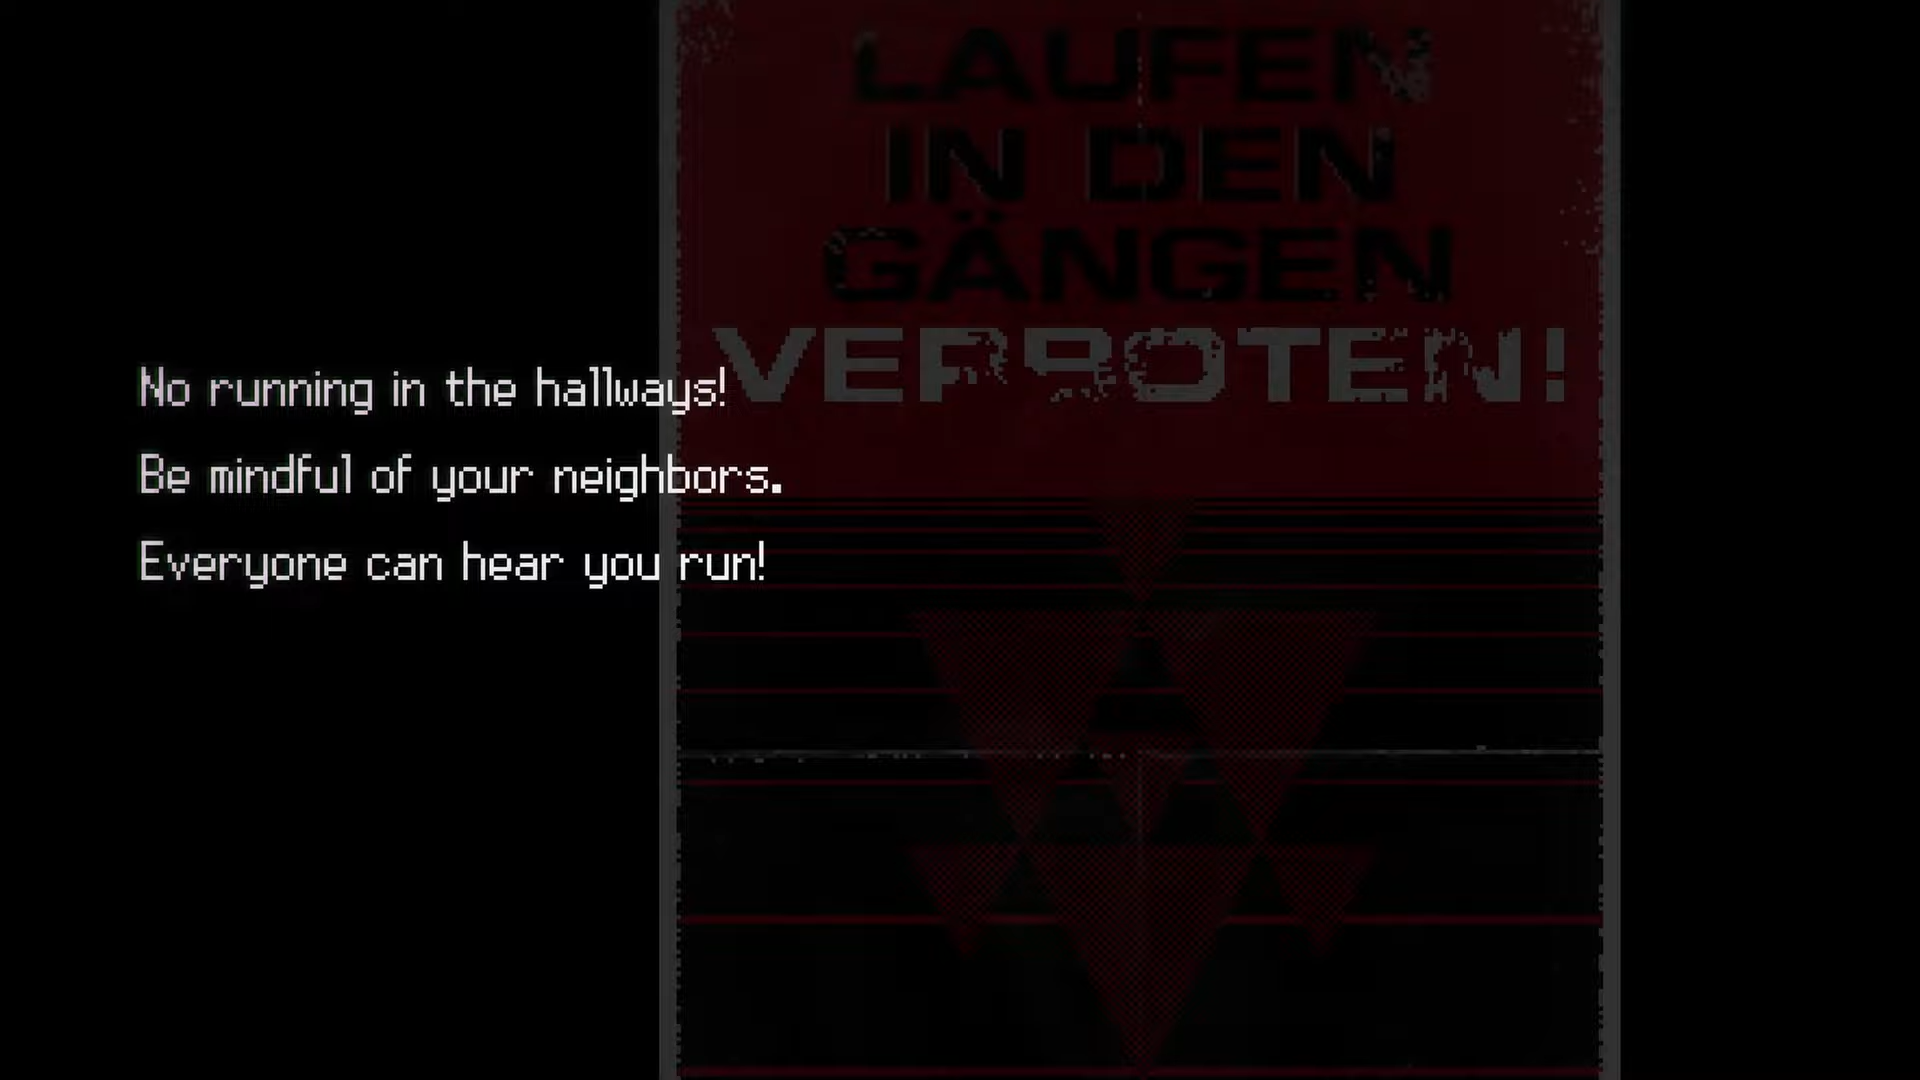 LAUFEN
IN DEN
GÄNGEN
VERBOTEN!
No running in the hallways!
Be mindful of your neighbors.
Everyone can hear you run!